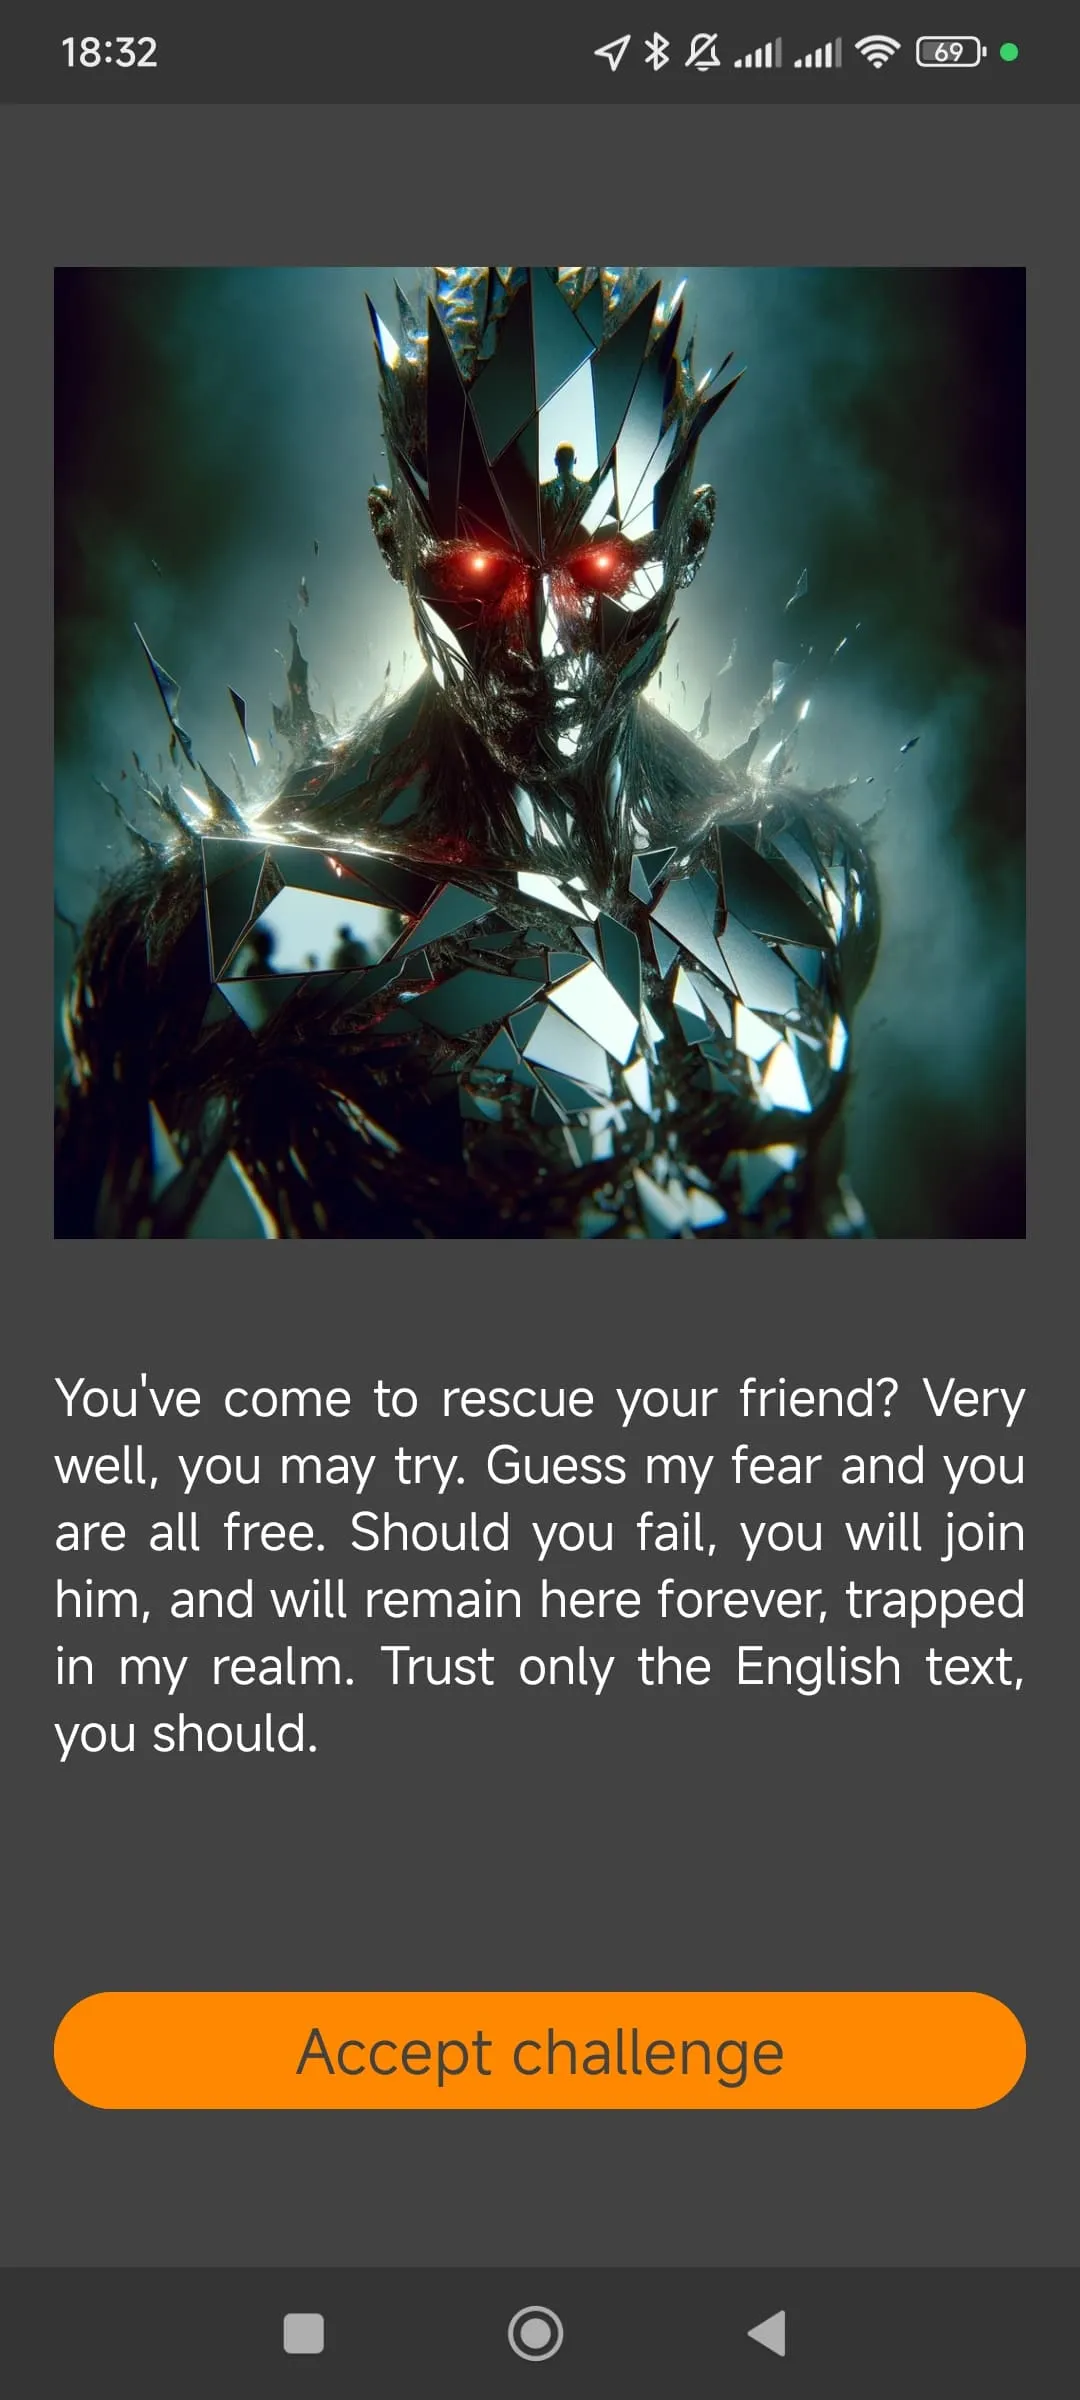 18:32
69
You've come to rescue your friend? Very
well, you may try. Guess my fear and you
are all free. Should you fail, you will join
him, and will remain here forever, trapped
in my realm. Trust only the English text,
you should.
Accept challenge